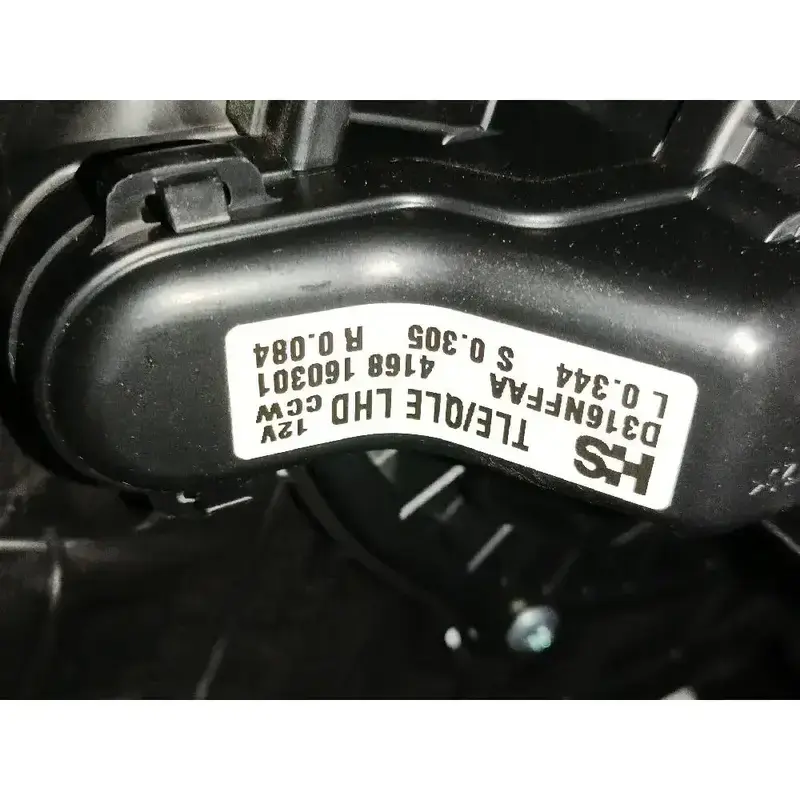 HS TLE/QLE LHD 12V CCW
D316NFFAA 4168 160301
L 0.344 S 0.305 R 0.084